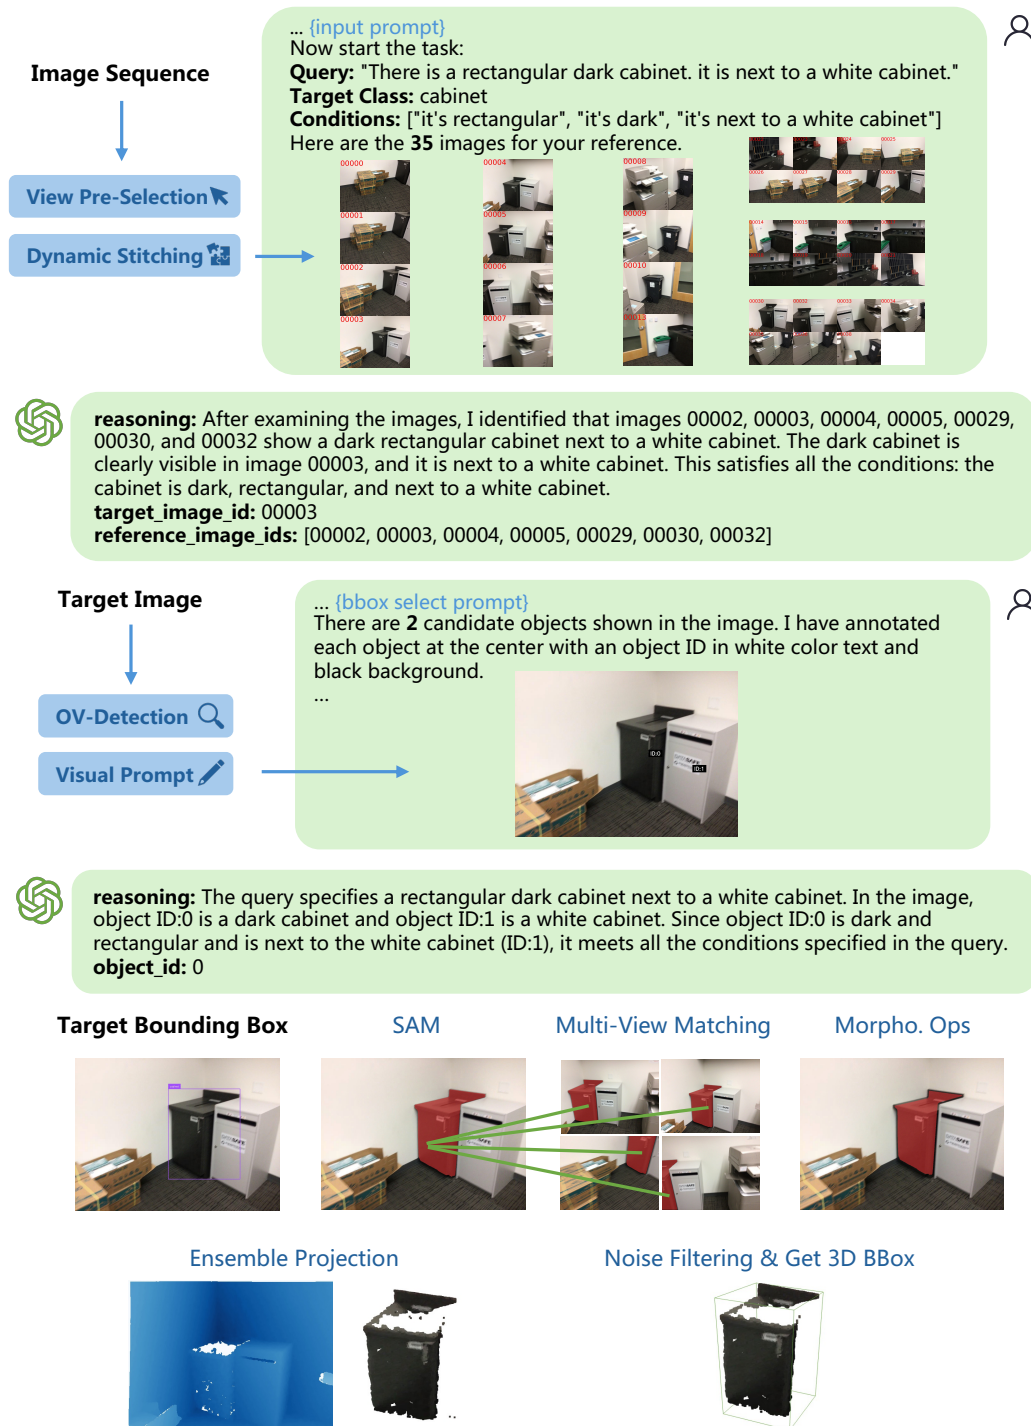 ... {input prompt}
Now start the task:
Image Sequence
Query: "There is a rectangular dark cabinet. it is next to a white cabinet."
Target Class: cabinet
Conditions: ["it's rectangular", "it's dark", "it's next to a white cabinet"]
Here are the 35 images for your reference.
View Pre-Selection
Dynamic Stitching
00000
00001
00002
00003
00004
00005
00006
00007
00008
00009
00010
00013
reasoning: After examining the images, I identified that images 00002, 00003, 00004, 00005, 00029,
00030, and 00032 show a dark rectangular cabinet next to a white cabinet. The dark cabinet is
clearly visible in image 00003, and it is next to a white cabinet. This satisfies all the conditions: the
cabinet is dark, rectangular, and next to a white cabinet.
target_image_id: 00003
reference_image_ids: [00002, 00003, 00004, 00005, 00029, 00030, 00032]
Target Image
... {bbox select prompt}
There are 2 candidate objects shown in the image. I have annotated
each object at the center with an object ID in white color text and
black background.
...
OV-Detection
Visual Prompt
ID:0
ID:1
reasoning: The query specifies a rectangular dark cabinet next to a white cabinet. In the image,
object ID:0 is a dark cabinet and object ID:1 is a white cabinet. Since object ID:0 is dark and
rectangular and is next to the white cabinet (ID:1), it meets all the conditions specified in the query.
object_id: 0
Target Bounding Box
SAM
Multi-View Matching
Morpho. Ops
Ensemble Projection
Noise Filtering & Get 3D BBox